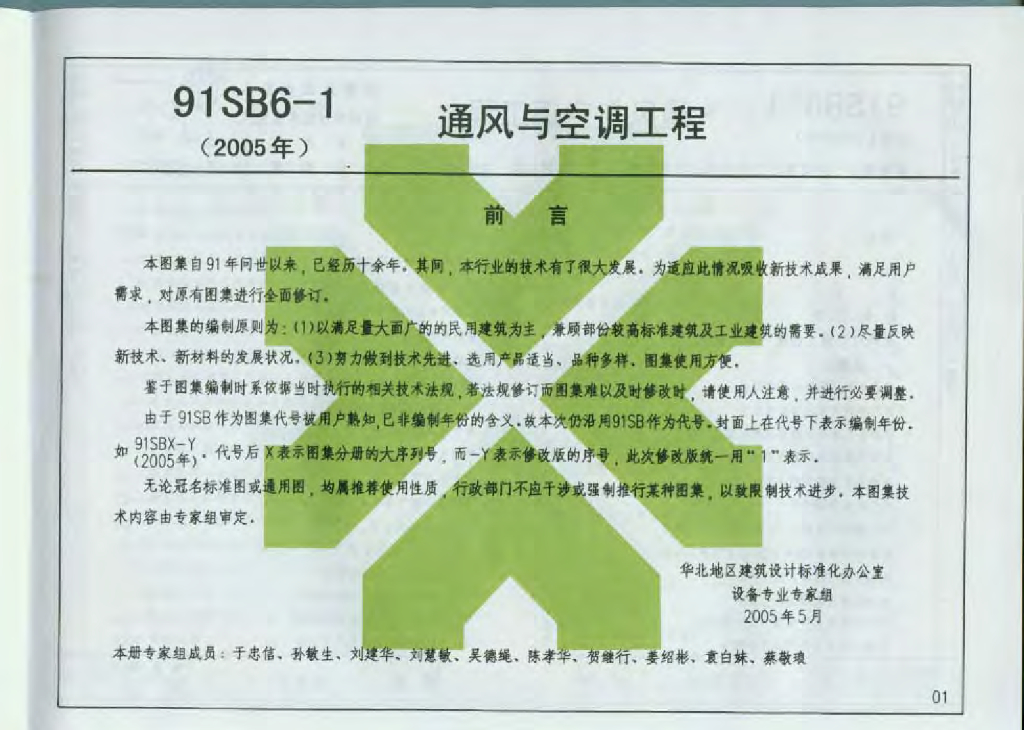 91SB6-1
(2005年)
通风与空调工程
前 言
本图集自91年问世以来，已经历十余年。其间，本行业的技术有了很大发展。为适应此情况吸收新技术成果，满足用户
需求，对原有图集进行全面修订。
本图集的编制原则为：(1)以满足量大面广的的民用建筑为主，兼顾部份较高标准建筑及工业建筑的需要。(2)尽量反映
新技术、新材料的发展状况。(3)努力做到技术先进、选用产品适当、品种多样、图集使用方便。
鉴于图集编制时系依据当时执行的相关技术法规，若法规修订而图集难以及时修改时，请使用人注意，并进行必要调整。
由于 91SB作为图集代号被用户熟知，已非编制年份的含义。故本次仍沿用91SB作为代号。封面上在代号下表示编制年份。
如 91SBX-Y (2005年)。代号后X表示图集分册的大序列号，而-Y表示修改版的序号，此次修改版统一用“1”表示。
无论冠名标准图或通用图，均属推荐使用性质，行政部门不应干涉或强制推行某种图集，以致限制技术进步。本图集技
术内容由专家组审定。
华北地区建筑设计标准化办公室
设备专业专家组
2005年5月
本册专家组成员：于忠信、孙敏生、刘建华、刘慧敏、吴德绳、陈孝华、贺继行、姜绍彬、袁白妹、蔡敬琅
01